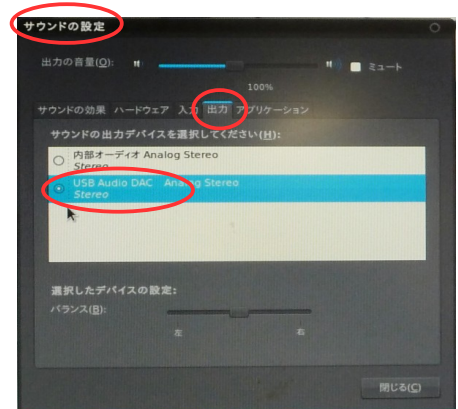 サウンドの設定
出力の音量(O):
ミュート
100%
サウンドの効果 ハードウェア 入力 出力 アプリケーション
サウンドの出力デバイスを選択してください(H):
内部オーディオ Analog Stereo
Stereo
USB Audio DAC Analog Stereo
Stereo
選択したデバイスの設定:
バランス(B):
左 右
閉じる(C)